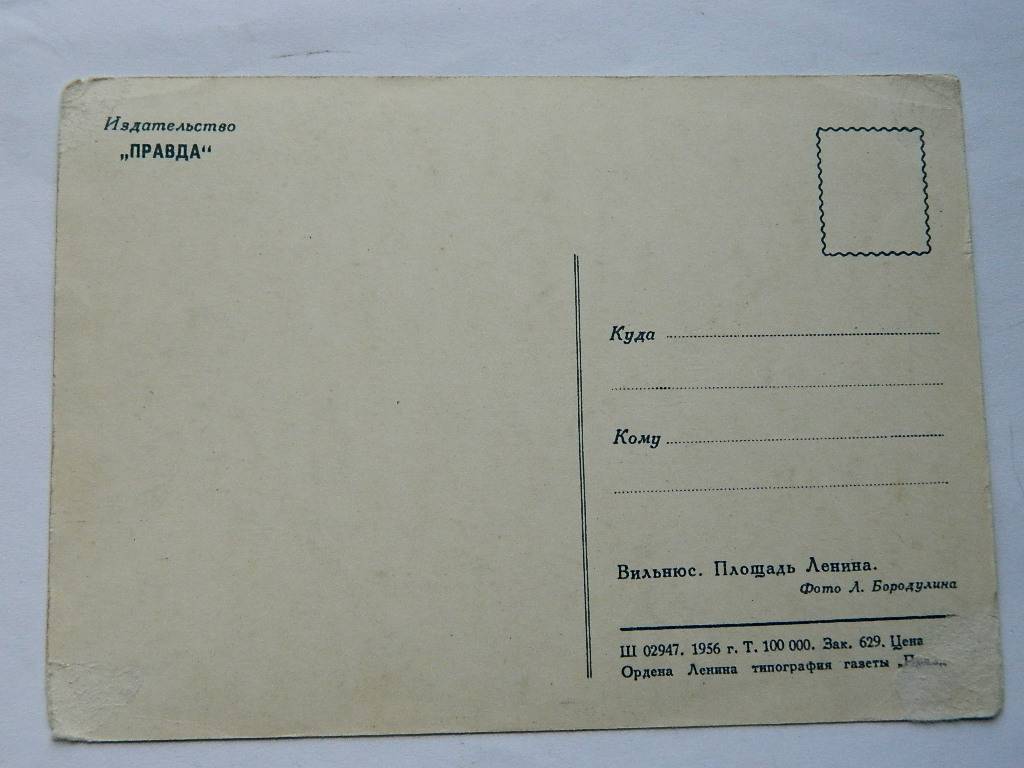 Издательство
„ПРАВДА“
Куда
Кому
Вильнюс. Площадь Ленина.
Фото Л. Бородулина
Ш 02947. 1956 г. Т. 100 000. Зак. 629. Цена
Ордена Ленина типография газеты